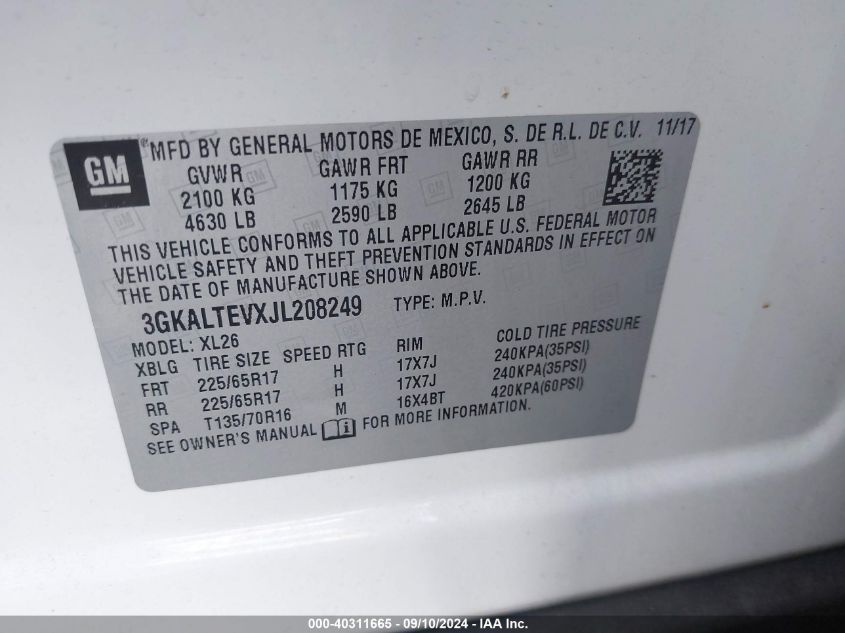 GM
®MFD BY GENERAL MOTORS DE MEXICO, S. DE R.L. DE C.V. 11/17
GVWR GAWR FRT GAWR RR
2100 KG 1175 KG 1200 KG
4630 LB 2590 LB 2645 LB
THIS VEHICLE CONFORMS TO ALL APPLICABLE U.S. FEDERAL MOTOR
VEHICLE SAFETY AND THEFT PREVENTION STANDARDS IN EFFECT ON
THE DATE OF MANUFACTURE SHOWN ABOVE.
3GKALTEVXJL208249 TYPE: M.P.V.
MODEL: XL26
XBLG TIRE SIZE SPEED RTG RIM COLD TIRE PRESSURE
FRT 225/65R17 H 17X7J 240KPA(35PSI)
RR 225/65R17 H 17X7J 240KPA(35PSI)
SPA T135/70R16 M 16X4BT 420KPA(60PSI)
SEE OWNER'S MANUAL FOR MORE INFORMATION.
000-40311665 - 09/10/2024 - IAA Inc.